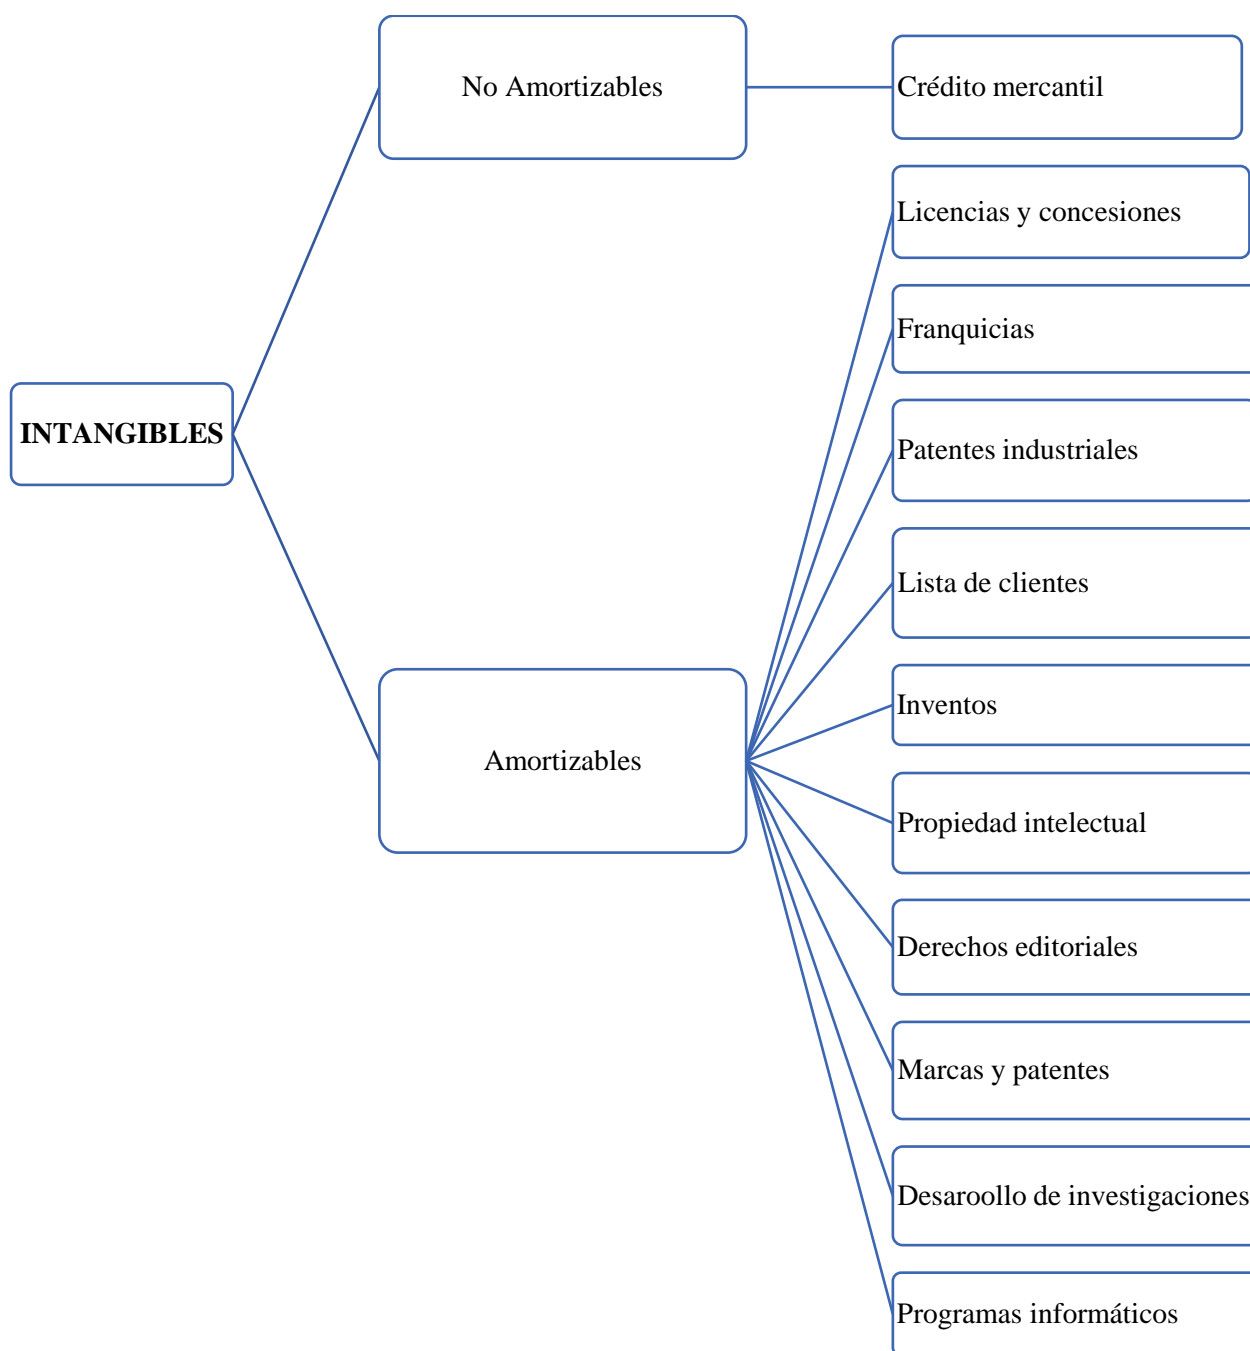 INTANGIBLES
No Amortizables
Crédito mercantil
Amortizables
Licencias y concesiones
Franquicias
Patentes industriales
Lista de clientes
Inventos
Propiedad intelectual
Derechos editoriales
Marcas y patentes
Desaroollo de investigaciones
Programas informáticos